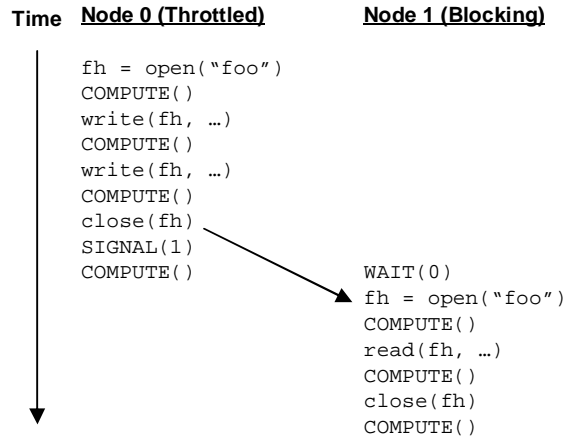 Time Node 0 (Throttled) Node 1 (Blocking)
fh = open(“foo”)
COMPUTE()
write(fh, …)
COMPUTE()
write(fh, …)
COMPUTE()
close(fh)
SIGNAL(1)
COMPUTE() WAIT(0)
fh = open(“foo”)
COMPUTE()
read(fh, …)
COMPUTE()
close(fh)
COMPUTE()